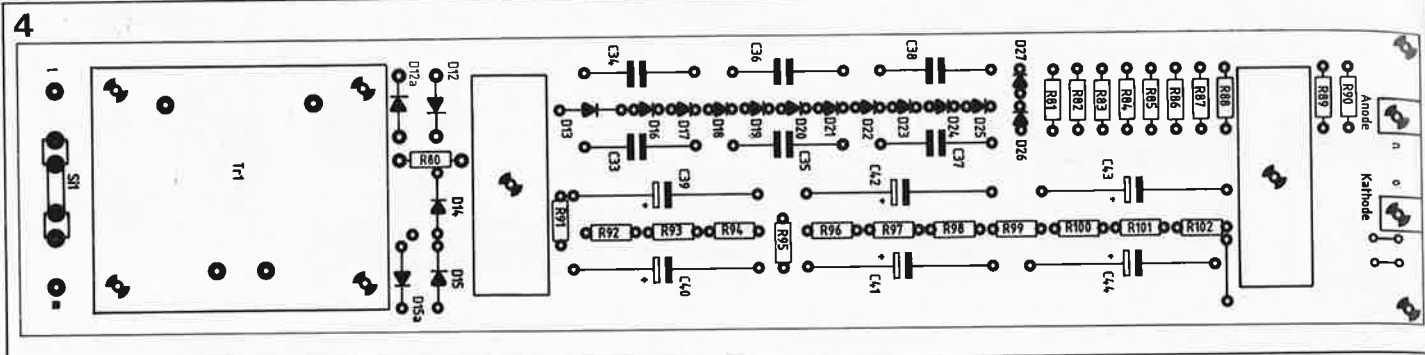 4
1
Si1
Tr1
D12a
D12
R80
D14
D15
D15a
C34
C36
C38
D27
D13
D16
D17
D18
D19
D20
D21
D22
D23
D24
D25
D26
C33
C35
C37
R81
R82
R83
R84
R85
R86
R87
R88
R89
R90
Anode
Kathode
C39
+
C42
+
C43
+
R91
R92
R93
R94
R95
R96
R97
R98
R99
R100
R101
R102
+
C40
+
C41
+
C44